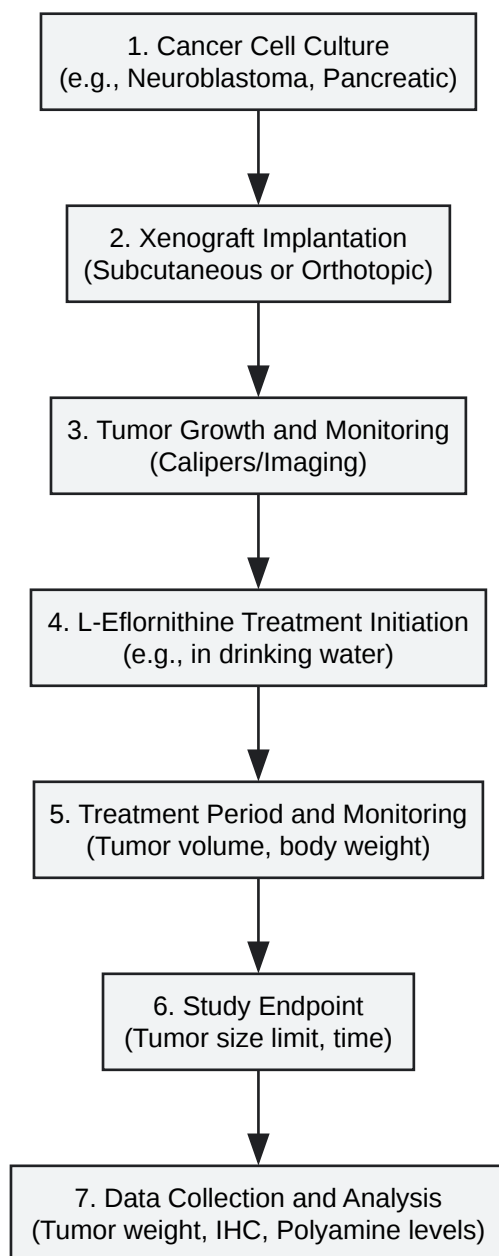 1. Cancer Cell Culture
(e.g., Neuroblastoma, Pancreatic)
2. Xenograft Implantation
(Subcutaneous or Orthotopic)
3. Tumor Growth and Monitoring
(Calipers/Imaging)
4. L-Eflornithine Treatment Initiation
(e.g., in drinking water)
5. Treatment Period and Monitoring
(Tumor volume, body weight)
6. Study Endpoint
(Tumor size limit, time)
7. Data Collection and Analysis
(Tumor weight, IHC, Polyamine levels)